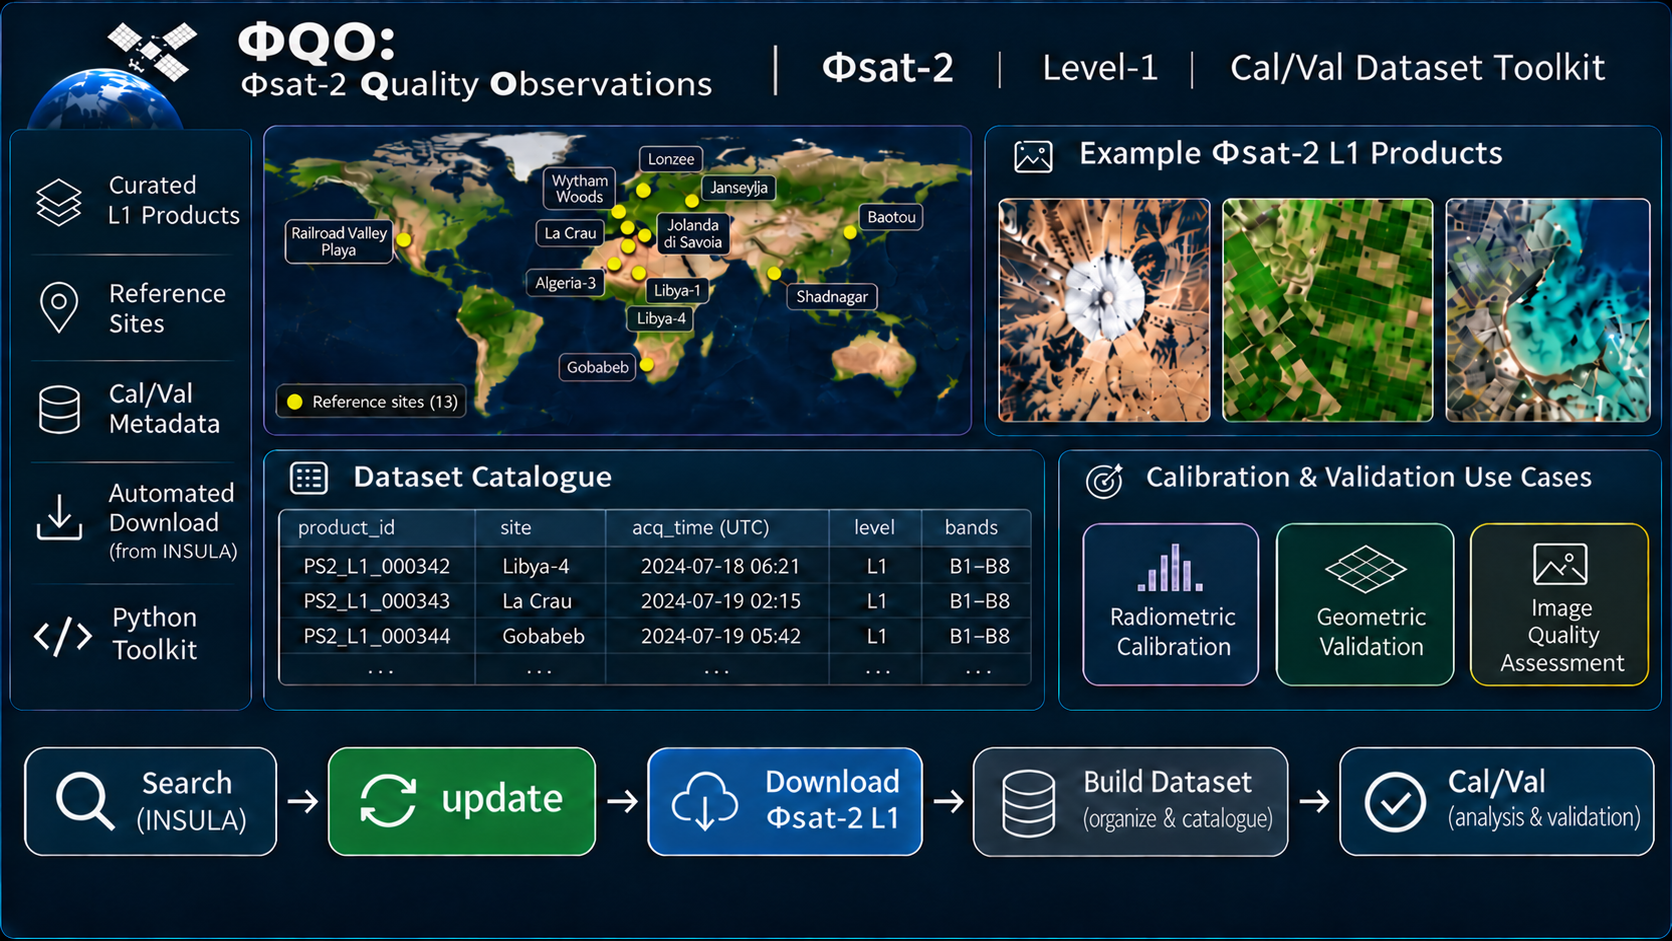 ΦQO:
Φsat-2 Quality Observations
Φsat-2
Level-1
Cal/Val Dataset Toolkit
Curated
L1 Products
Reference
Sites
Cal/Val
Metadata
Automated
Download
(from INSULA)
Python
Toolkit
Lonzee
Wytham
Woods
Janseylja
Baotou
Railroad Valley
Playa
La Crau
Jolanda
di Savoia
Algeria-3
Libya-1
Shadnagar
Libya-4
Gobabeb
Reference sites (13)
Example Φsat-2 L1 Products
Dataset Catalogue
product_id site acq_time (UTC) level bands
PS2_L1_000342 Libya-4 2024-07-18 06:21 L1 B1–B8
PS2_L1_000343 La Crau 2024-07-19 02:15 L1 B1–B8
PS2_L1_000344 Gobabeb 2024-07-19 05:42 L1 B1–B8
... ... ... ... ...
Calibration & Validation Use Cases
Radiometric
Calibration
Geometric
Validation
Image
Quality
Assessment
Search
(INSULA)
update
Download
Φsat-2 L1
Build Dataset
(organize & catalogue)
Cal/Val
(analysis & validation)